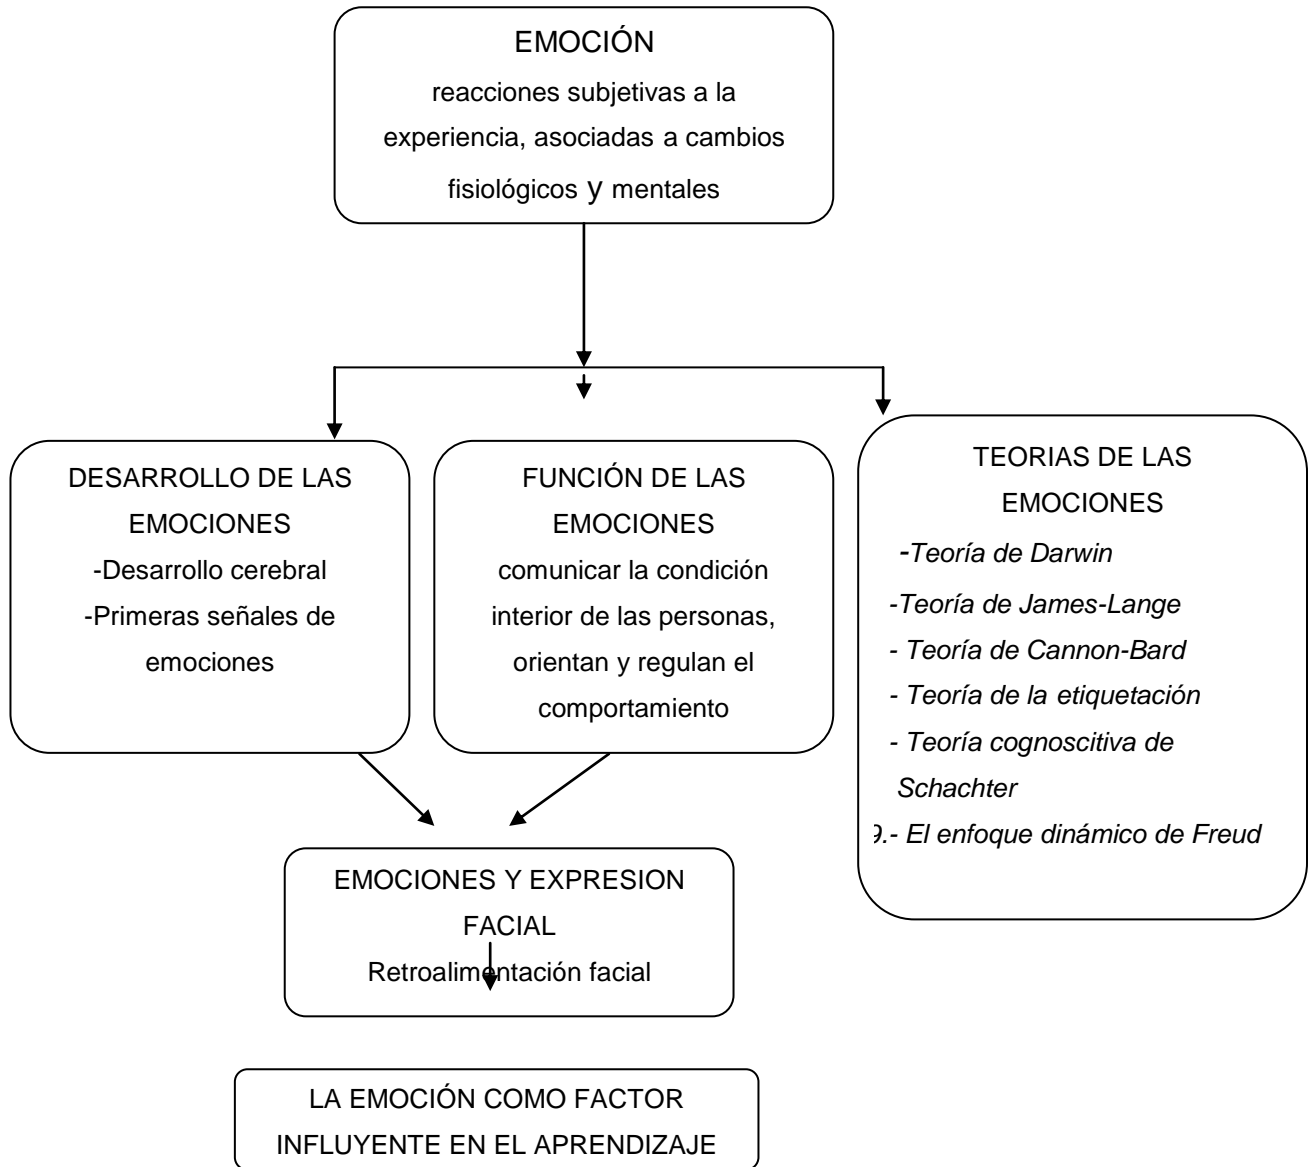 EMOCIÓN
reacciones subjetivas a la
experiencia, asociadas a cambios
fisiológicos y mentales
DESARROLLO DE LAS
EMOCIONES
-Desarrollo cerebral
-Primeras señales de
emociones
FUNCIÓN DE LAS
EMOCIONES
comunicar la condición
interior de las personas,
orientan y regulan el
comportamiento
TEORIAS DE LAS
EMOCIONES
-Teoría de Darwin
-Teoría de James-Lange
- Teoría de Cannon-Bard
- Teoría de la etiquetación
- Teoría cognoscitiva de
Schachter
9.- El enfoque dinámico de Freud
EMOCIONES Y EXPRESION
FACIAL
Retroalimentación facial
LA EMOCIÓN COMO FACTOR
INFLUYENTE EN EL APRENDIZAJE